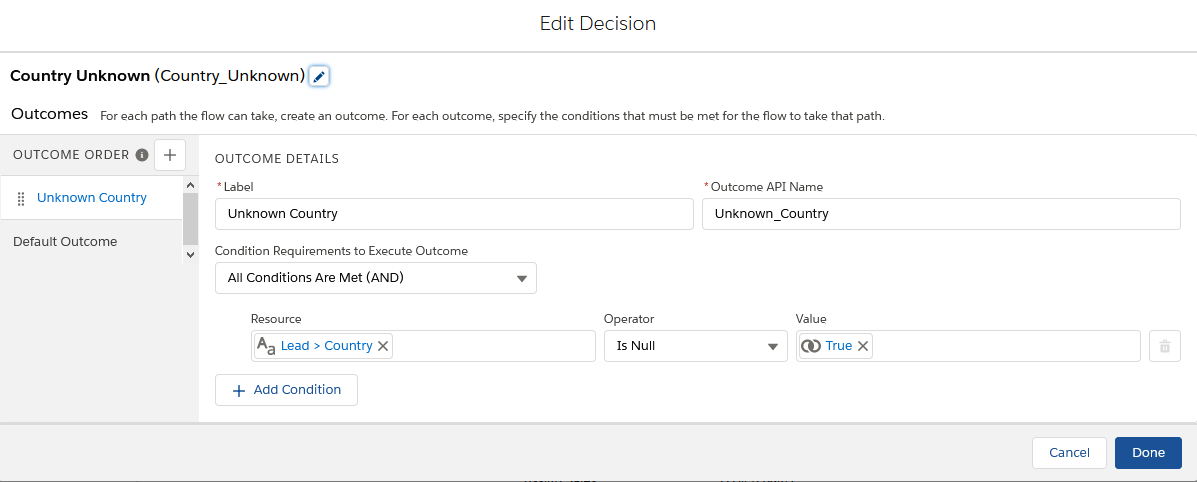 Edit Decision
Country Unknown (Country_Unknown)
Outcomes For each path the flow can take, create an outcome. For each outcome, specify the conditions that must be met for the flow to take that path.
OUTCOME ORDER
OUTCOME DETAILS
Unknown Country
Default Outcome
* Label * Outcome API Name
Unknown Country Unknown_Country
Condition Requirements to Execute Outcome
All Conditions Are Met (AND)
Resource Operator Value
Aa Lead > Country Is Null True
+ Add Condition
Cancel Done